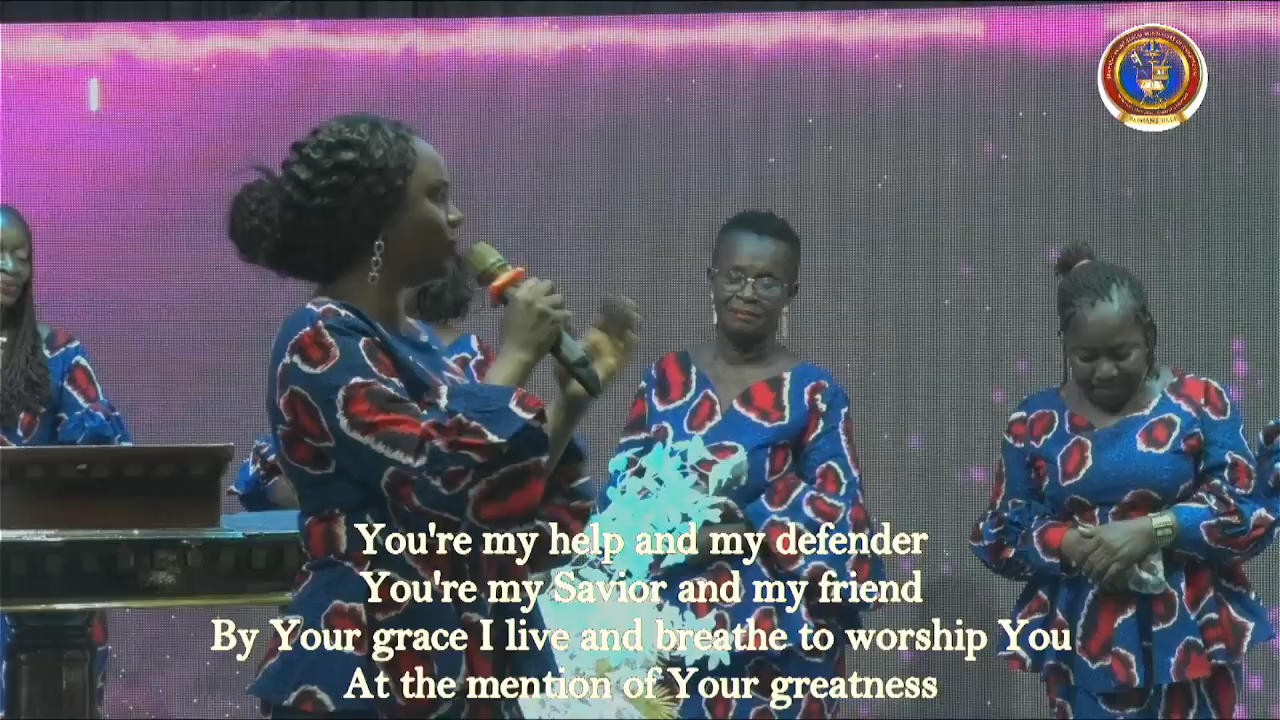 You're my help and my defender
You're my Savior and my friend
By Your grace I live and breathe to worship You
At the mention of Your greatness